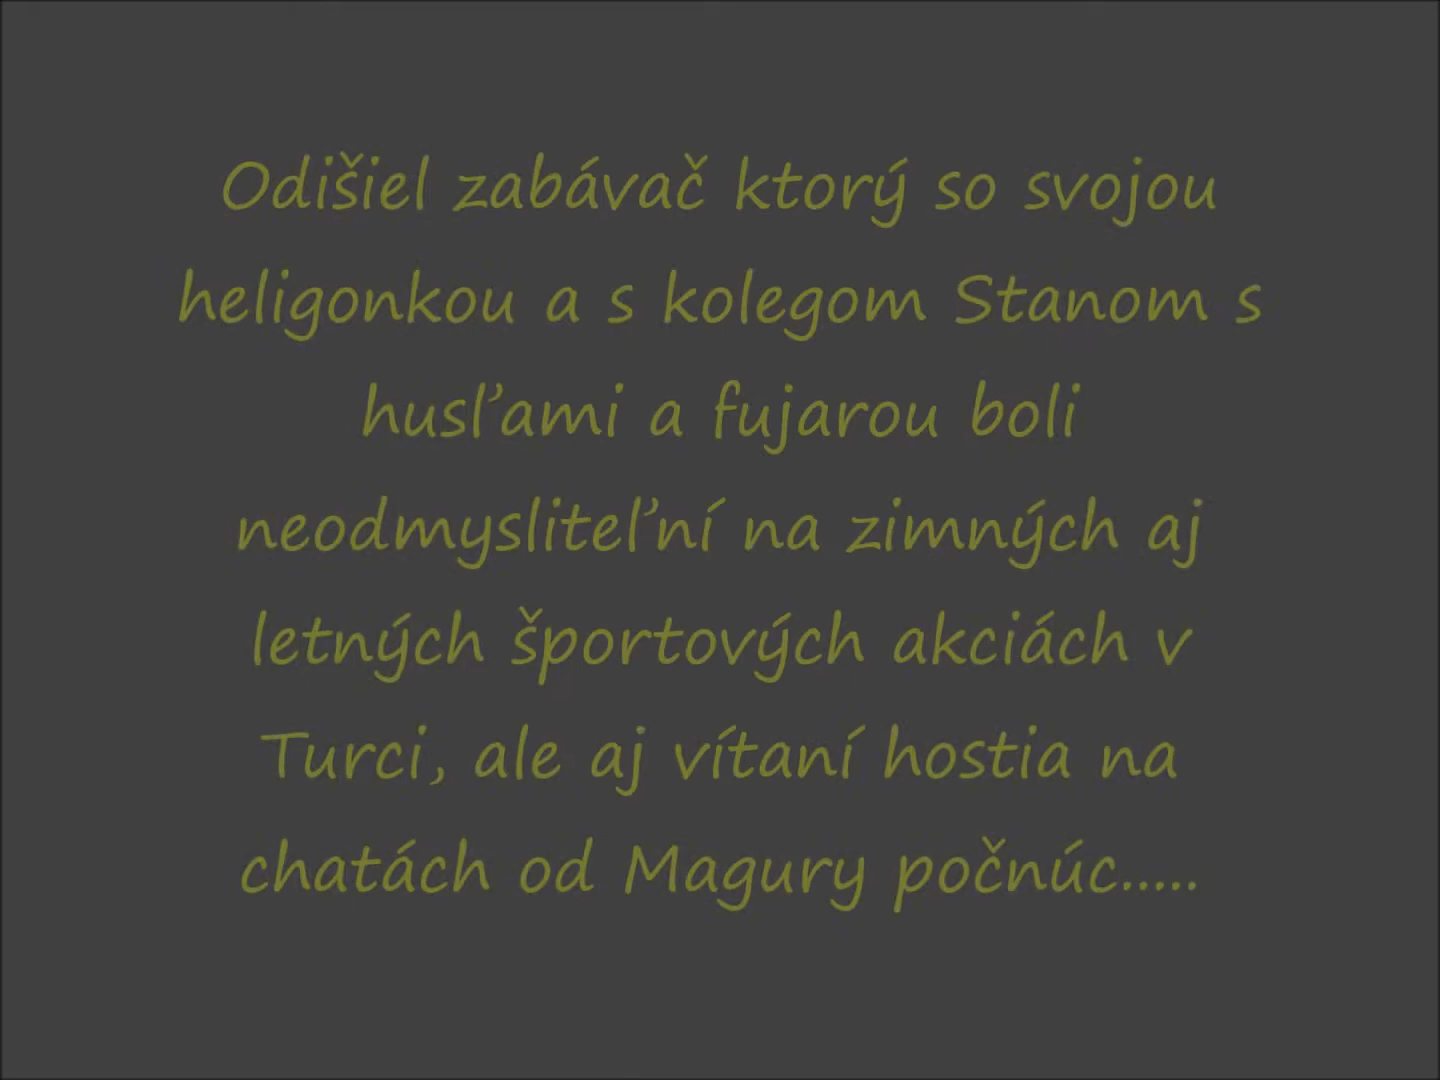 Odišiel zabávač ktorý so svojou
heligonkou a s kolegom Stanom s
husľami a fujarou boli
neodmysliteľní na zimných aj
letných športových akciách v
Turci, ale aj vítaní hostia na
chatách od Magury počnúc.....